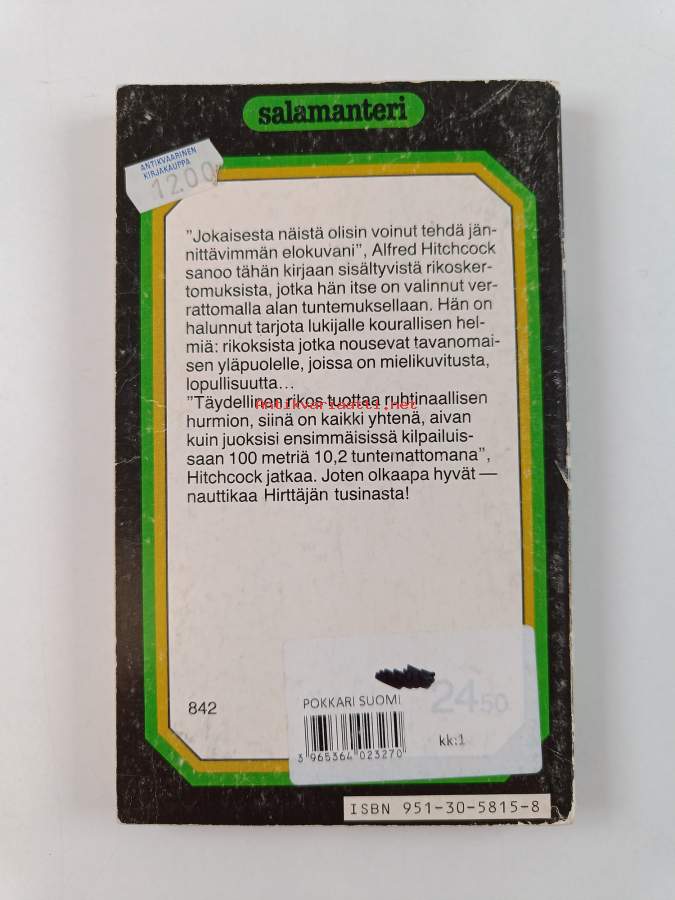 salamanteri
ANTIKVAARINEN
KIRJAKAUPPA
1200
"Jokaisesta näistä olisin voinut tehdä jän-
nittävimmän elokuvani", Alfred Hitchcock
sanoo tähän kirjaan sisältyvistä rikosker-
tomuksista, jotka hän itse on valinnut ver-
rattomalla alan tuntemuksellaan. Hän on
halunnut tarjota lukijalle kourallisen hel-
miä: rikoksista jotka nousevat tavanomai-
sen yläpuolelle, joissa on mielikuvitusta,
lopullisuutta...
"Täydellinen rikos tuottaa ruhtinaallisen
Antikvariaatti.net
hurmion, siinä on kaikki yhtenä, aivan
kuin juoksisi ensimmäisissä kilpailuis-
saan 100 metriä 10,2 tuntemattomana",
Hitchcock jatkaa. Joten olkaapa hyvät —
nauttikaa Hirttäjän tusinasta!
842
POKKARI SUOMI
2450
3 965364 023270
kk:1
ISBN 951-30-5815-8